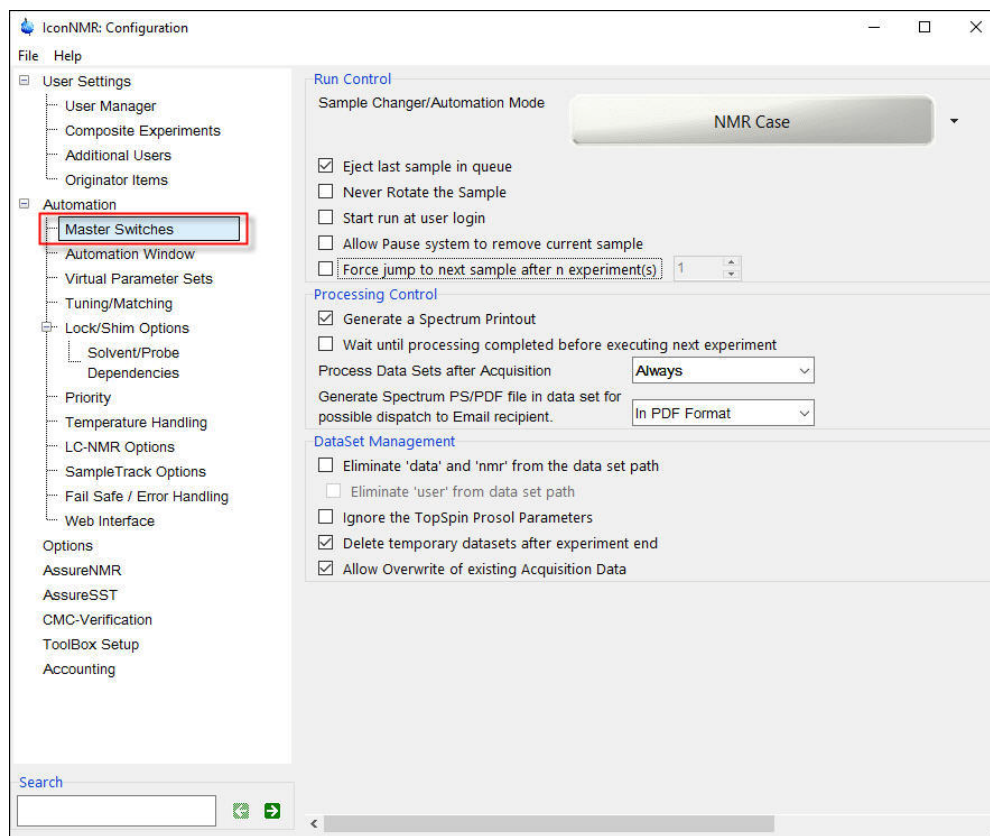 IconNMR: Configuration
File Help
User Settings
User Manager
Composite Experiments
Additional Users
Originator Items
Automation
Master Switches
Automation Window
Virtual Parameter Sets
Tuning/Matching
Lock/Shim Options
Solvent/Probe
Dependencies
Priority
Temperature Handling
LC-NMR Options
SampleTrack Options
Fail Safe / Error Handling
Web Interface
Options
AssureNMR
AssureSST
CMC-Verification
ToolBox Setup
Accounting
Search
Run Control
Sample Changer/Automation Mode
NMR Case
Eject last sample in queue
Never Rotate the Sample
Start run at user login
Allow Pause system to remove current sample
Force jump to next sample after n experiment(s) 1
Processing Control
Generate a Spectrum Printout
Wait until processing completed before executing next experiment
Process Data Sets after Acquisition Always
Generate Spectrum PS/PDF file in data set for
possible dispatch to Email recipient. In PDF Format
DataSet Management
Eliminate 'data' and 'nmr' from the data set path
Eliminate 'user' from data set path
Ignore the TopSpin Prosol Parameters
Delete temporary datasets after experiment end
Allow Overwrite of existing Acquisition Data